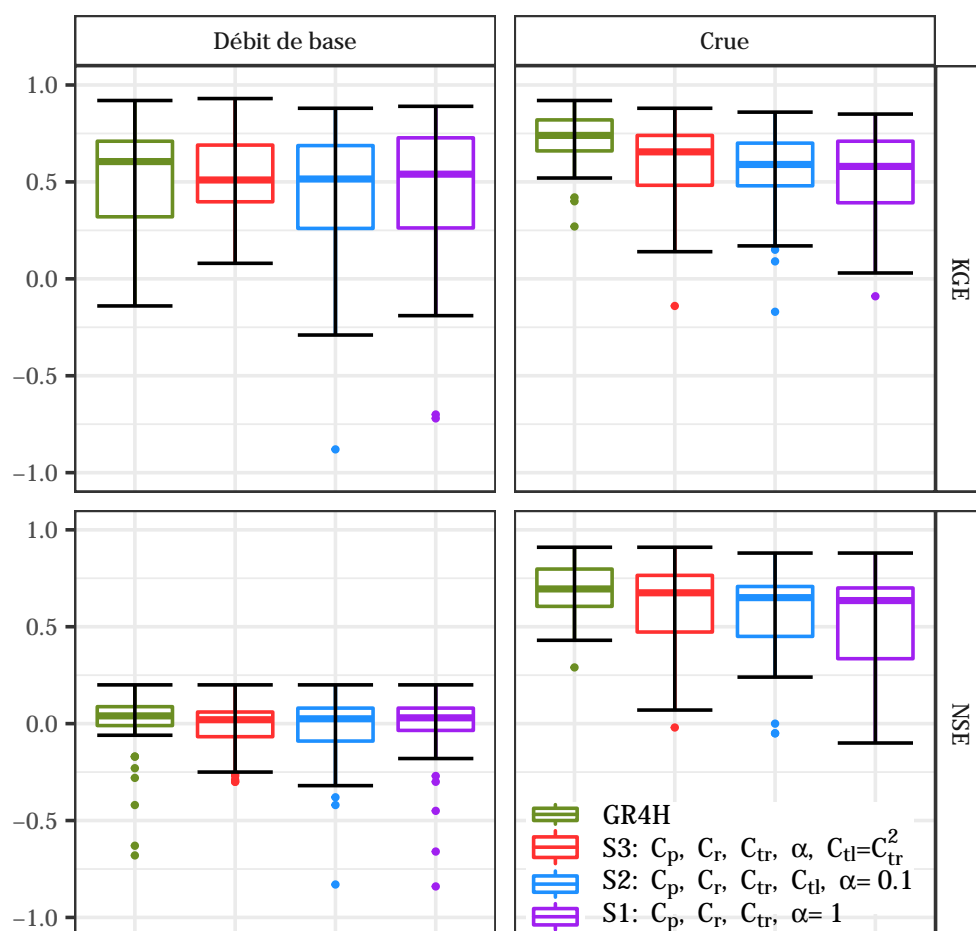 Débit de base
Crue
1.0
0.5
0.0
−0.5
−1.0
KGE
1.0
0.5
0.0
−0.5
−1.0
NSE
GR4H
S3: Cp, Cr, Ctr, α, Ctl=Ctr²
S2: Cp, Cr, Ctr, Ctl, α= 0.1
S1: Cp, Cr, Ctr, α= 1